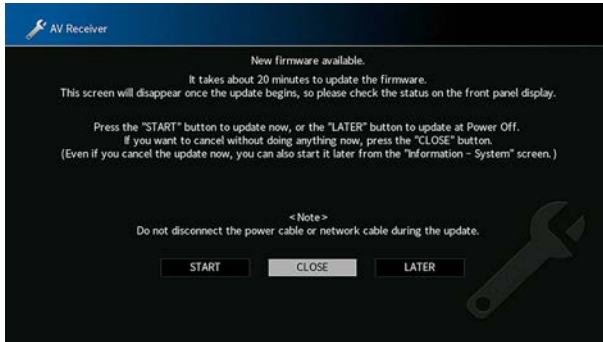 AV Receiver
New firmware available.
It takes about 20 minutes to update the firmware.
This screen will disappear once the update begins, so please check the status on the front panel display.
Press the "START" button to update now, or the "LATER" button to update at Power Off.
If you want to cancel without doing anything now, press the "CLOSE" button.
(Even if you cancel the update now, you can also start it later from the "Information – System" screen.)
<Note>
Do not disconnect the power cable or network cable during the update.
START CLOSE LATER